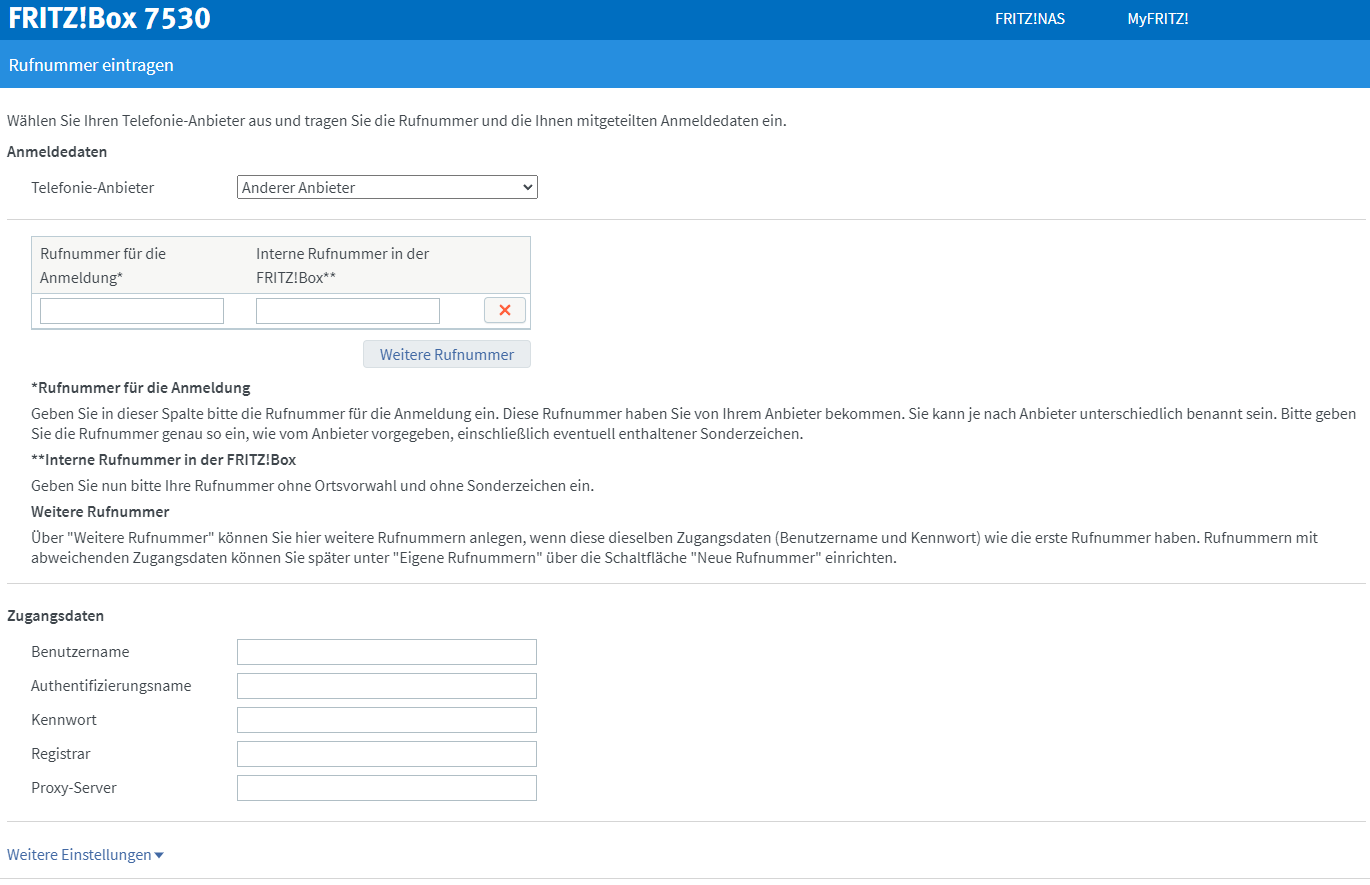 FRITZ!Box 7530
FRITZ!NAS
MyFRITZ!
Rufnummer eintragen
Wählen Sie Ihren Telefonie-Anbieter aus und tragen Sie die Rufnummer und die Ihnen mitgeteilten Anmeldedaten ein.
Anmeldedaten
Telefonie-Anbieter
Anderer Anbieter
Rufnummer für die
Anmeldung*
Interne Rufnummer in der
FRITZ!Box**
Weitere Rufnummer
*Rufnummer für die Anmeldung
Geben Sie in dieser Spalte bitte die Rufnummer für die Anmeldung ein. Diese Rufnummer haben Sie von Ihrem Anbieter bekommen. Sie kann je nach Anbieter unterschiedlich benannt sein. Bitte geben
Sie die Rufnummer genau so ein, wie vom Anbieter vorgegeben, einschließlich eventuell enthaltener Sonderzeichen.
**Interne Rufnummer in der FRITZ!Box
Geben Sie nun bitte Ihre Rufnummer ohne Ortsvorwahl und ohne Sonderzeichen ein.
Weitere Rufnummer
Über "Weitere Rufnummer" können Sie hier weitere Rufnummern anlegen, wenn diese dieselben Zugangsdaten (Benutzername und Kennwort) wie die erste Rufnummer haben. Rufnummern mit
abweichenden Zugangsdaten können Sie später unter "Eigene Rufnummern" über die Schaltfläche "Neue Rufnummer" einrichten.
Zugangsdaten
Benutzername
Authentifizierungsname
Kennwort
Registrar
Proxy-Server
Weitere Einstellungen